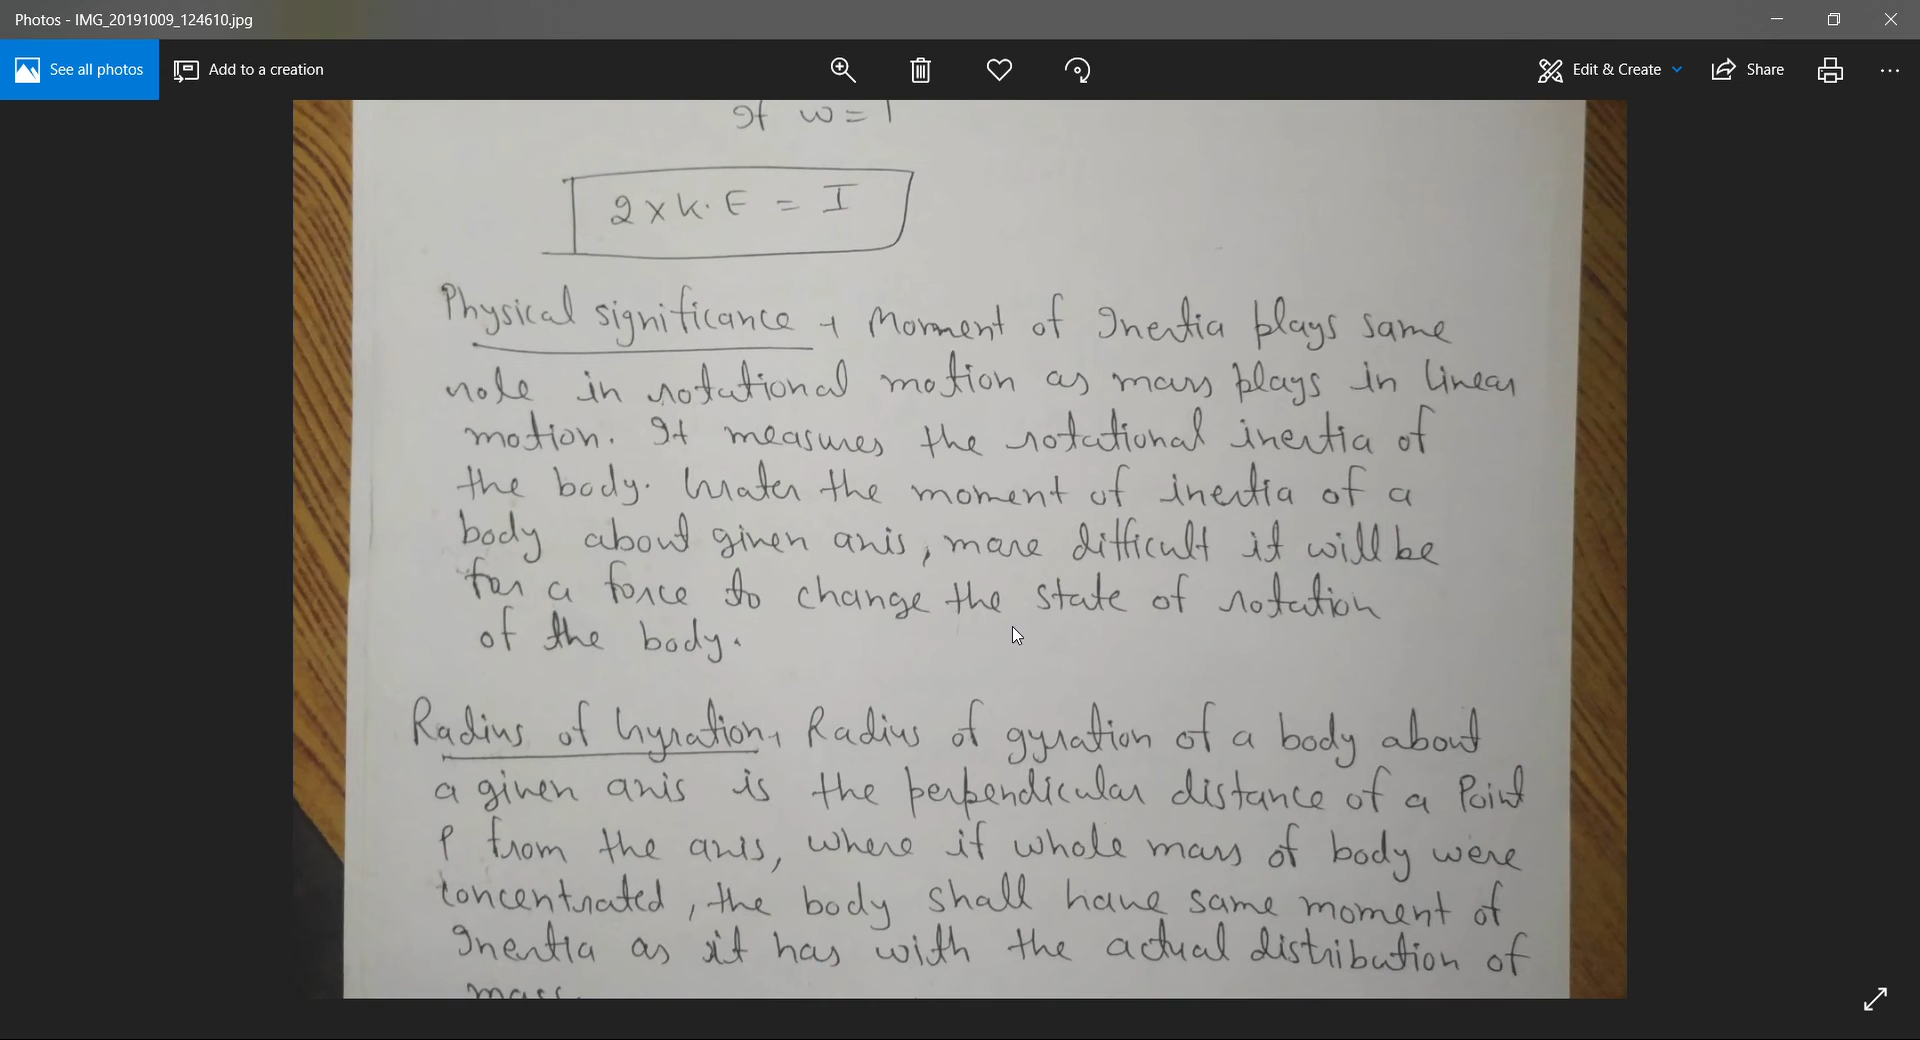 Photos - IMG_20191009_124610.jpg
See all photos
Add to a creation
Edit & Create
Share
If w = 1
2 x K.E = I
Physical significance → Moment of Inertia plays same
role in rotational motion as mass plays in linear
motion. It measures the rotational inertia of
the body. Greater the moment of inertia of a
body about given axis, more difficult it will be
for a force to change the state of rotation
of the body.
Radius of Gyration → Radius of gyration of a body about
a given axis is the perpendicular distance of a Point
P from the axis, where if whole mass of body were
concentrated, the body shall have same moment of
Inertia as it has with the actual distribution of
mass.